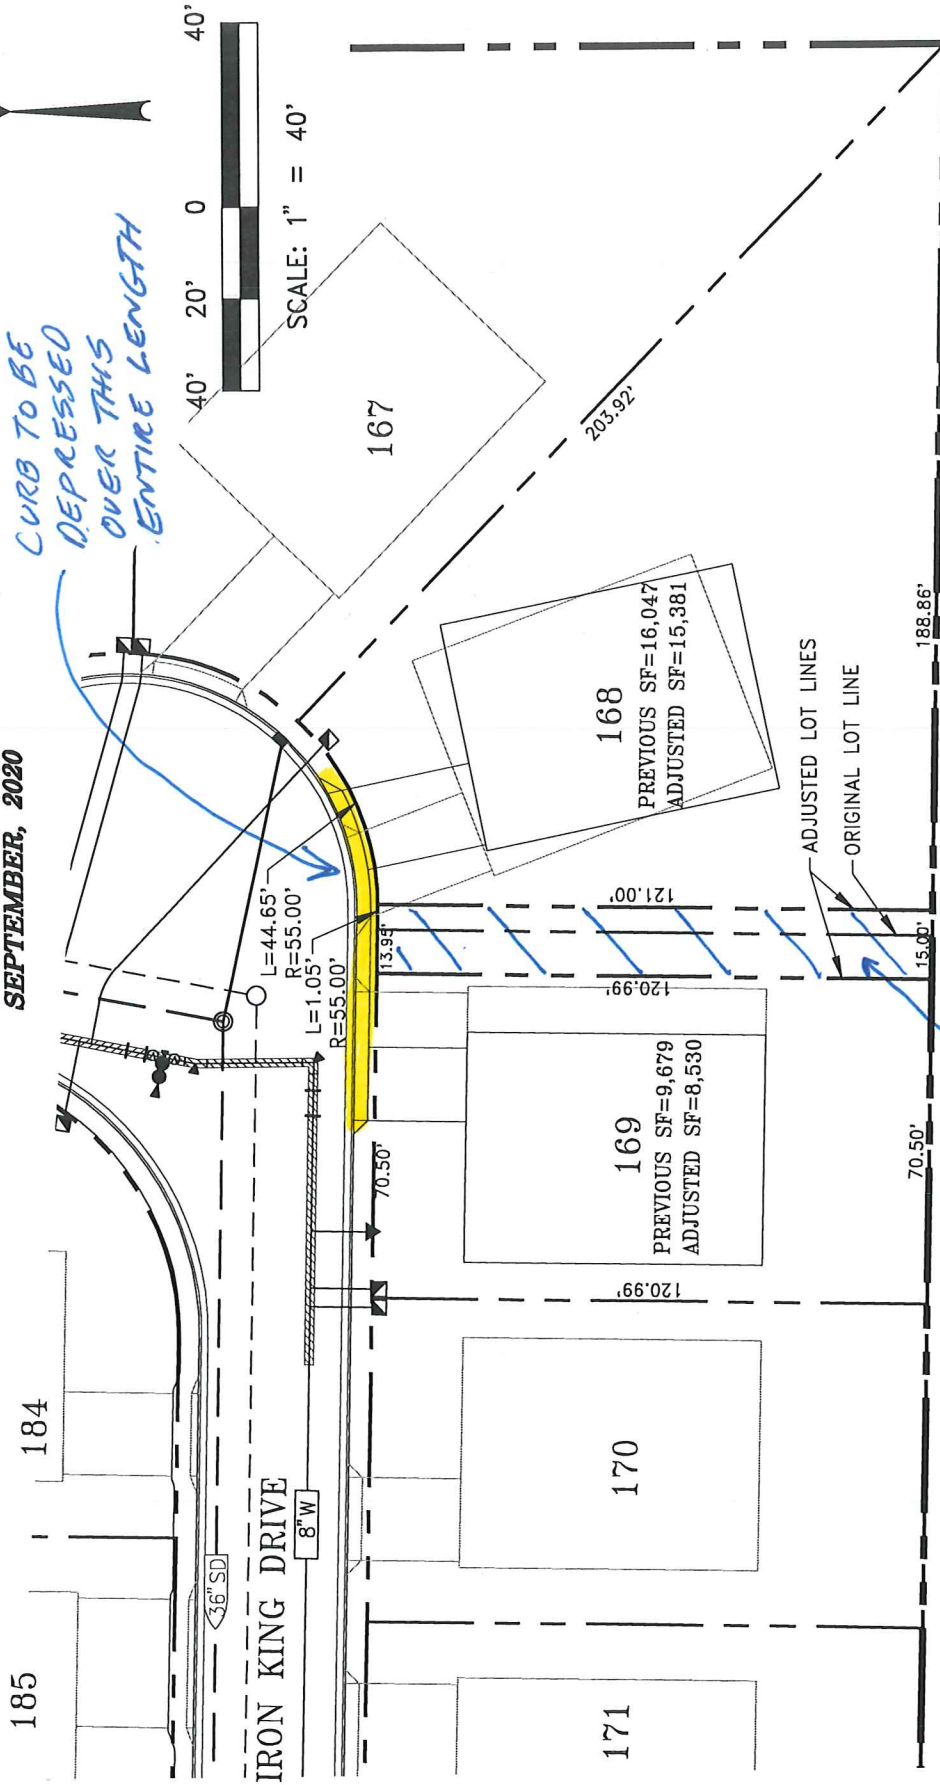 SEPTEMBER, 2020
CURB TO BE
DEPRESSED
OVER THIS
ENTIRE LENGTH
40' 20' 0 40'
SCALE: 1" = 40'
185
184
36"SD
IRON KING DRIVE
8"W
L=44.65'
R=55.00'
L=1.05'
R=55.00'
13.95'
70.50'
167
203.92'
168
PREVIOUS SF=16,047
ADJUSTED SF=15,381
121.00'
120.99'
169
PREVIOUS SF=9,679
ADJUSTED SF=8,530
120.99'
170
171
ADJUSTED LOT LINES
ORIGINAL LOT LINE
70.50'
15.00'
188.86'